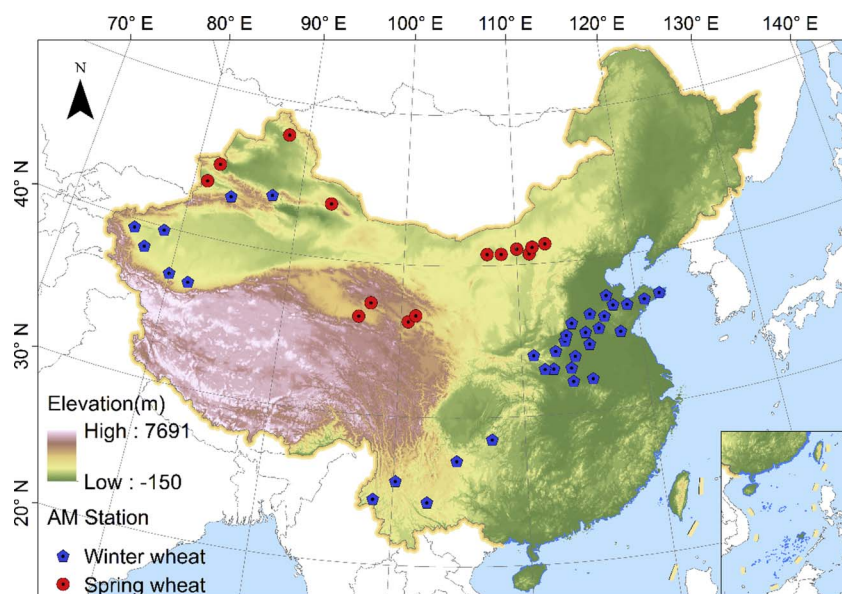 70° E 80° E 90° E 100° E 110° E 120° E 130° E 140° E
N
40° N
30° N
20° N
Elevation(m)
High : 7691
Low : -150
AM Station
Winter wheat
Spring wheat